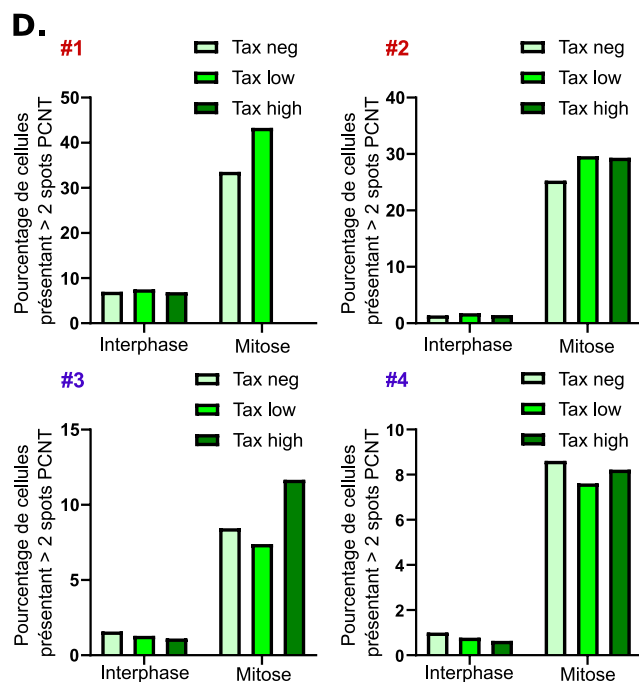 D.
#1
Tax neg
Tax low
Tax high
Pourcentage de cellules
présentant > 2 spots PCNT
50
40
30
20
10
0
Interphase
Mitose
#2
Tax neg
Tax low
Tax high
Pourcentage de cellules
présentant > 2 spots PCNT
40
30
20
10
0
Interphase
Mitose
#3
Tax neg
Tax low
Tax high
Pourcentage de cellules
présentant > 2 spots PCNT
15
10
5
0
Interphase
Mitose
#4
Tax neg
Tax low
Tax high
Pourcentage de cellules
présentant > 2 spots PCNT
10
8
6
4
2
0
Interphase
Mitose